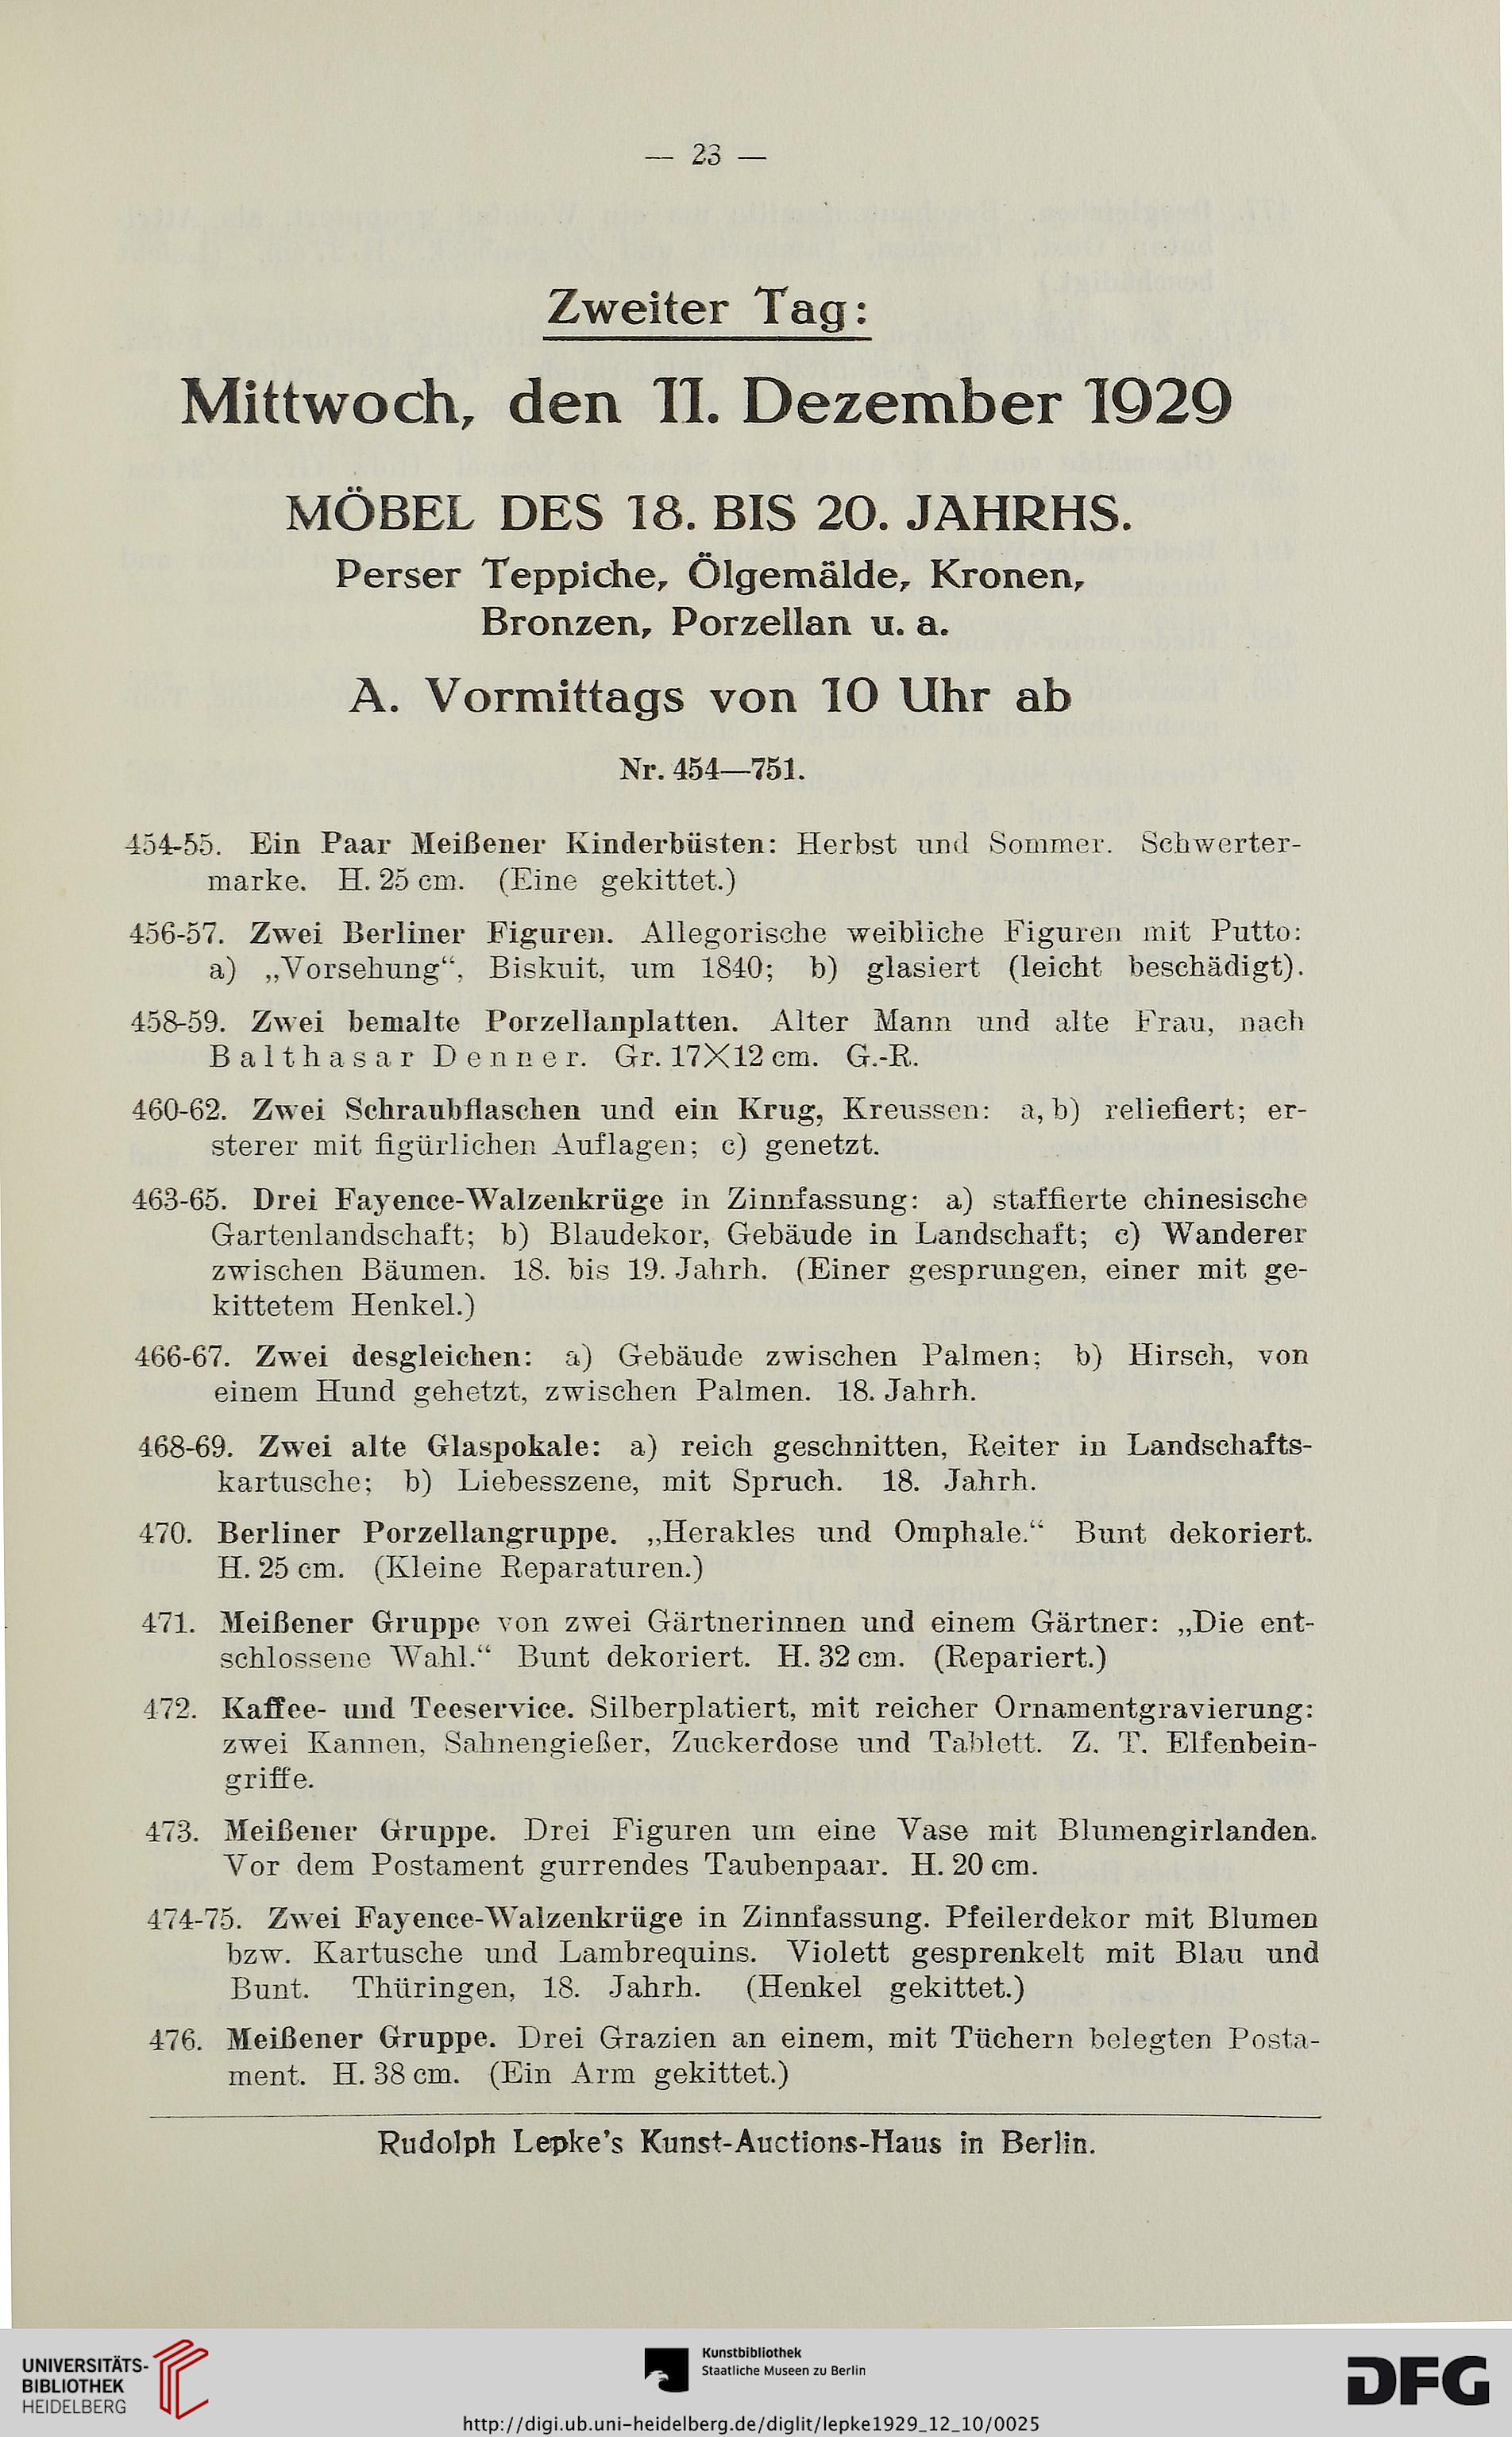 — 23 —
Zweiter Tag:
Mittwoch, den 11. Dezember 1929
MÖBEL DES 18. BIS 20. JAHRHS.
Perser Teppiche, Ölgemälde, Kronen,
Bronzen, Porzellan u. a.
A. Vormittags von 10 Uhr ab
Nr. 454—751.
454-55. Ein Paar Meißener Kinderbüsten: Herbst und Sommer. Schwerter-
marke. H. 25 cm. (Eine gekittet.)
456-57. Zwei Berliner Figuren. Allegorische weibliche Figuren mit Putto:
a) „Vorsehung“, Biskuit, um 1840; b) glasiert (leicht beschädigt).
458-59. Zwei bemalte Porzellanplatten. Alter Mann und alte Frau, nach
Balthasar Denner. Gr. 17×12 cm. G.-R.
460-62. Zwei Schraubflaschen und ein Krug, Kreussen: a, b) reliefiert; er-
sterer mit figürlichen Auflagen; c) genetzt.
463-65. Drei Fayence-Walzenkrüge in Zinnfassung: a) staffierte chinesische
Gartenlandschaft; b) Blaudekor, Gebäude in Landschaft; c) Wanderer
zwischen Bäumen. 18. bis 19. Jahrh. (Einer gesprungen, einer mit ge-
kittetem Henkel.)
466-67. Zwei desgleichen: a) Gebäude zwischen Palmen; b) Hirsch, von
einem Hund gehetzt, zwischen Palmen. 18. Jahrh.
468-69. Zwei alte Glaspokale: a) reich geschnitten, Reiter in Landschafts-
kartusche; b) Liebesszene, mit Spruch. 18. Jahrh.
470. Berliner Porzellangruppe. „Herakles und Omphale.“ Bunt dekoriert.
H. 25 cm. (Kleine Reparaturen.)
471. Meißener Gruppe von zwei Gärtnerinnen und einem Gärtner: „Die ent-
schlossene Wahl.“ Bunt dekoriert. H. 32 cm. (Repariert.)
472. Kaffee- und Teeservice. Silberplatiert, mit reicher Ornamentgravierung:
zwei Kannen, Sahnengießer, Zuckerdose und Tablett. Z. T. Elfenbein-
griffe.
473. Meißener Gruppe. Drei Figuren um eine Vase mit Blumengirlanden.
Vor dem Postament gurrendes Taubenpaar. H. 20 cm.
474-75. Zwei Fayence-Walzenkrüge in Zinnfassung. Pfeilerdekor mit Blumen
bzw. Kartusche und Lambrequins. Violett gesprenkelt mit Blau und
Bunt. Thüringen, 18. Jahrh. (Henkel gekittet.)
476. Meißener Gruppe. Drei Grazien an einem, mit Tüchern belegten Posta-
ment. H. 38 cm. (Ein Arm gekittet.)
Rudolph Lepke's Kunst-Auctions-Haus in Berlin.
UNIVERSITÄTS-
BIBLIOTHEK
HEIDELBERG
Kunstbibliothek
Staatliche Museen zu Berlin
DFG
http://digi.ub.uni-heidelberg.de/diglit/lepke1929_12_10/0025